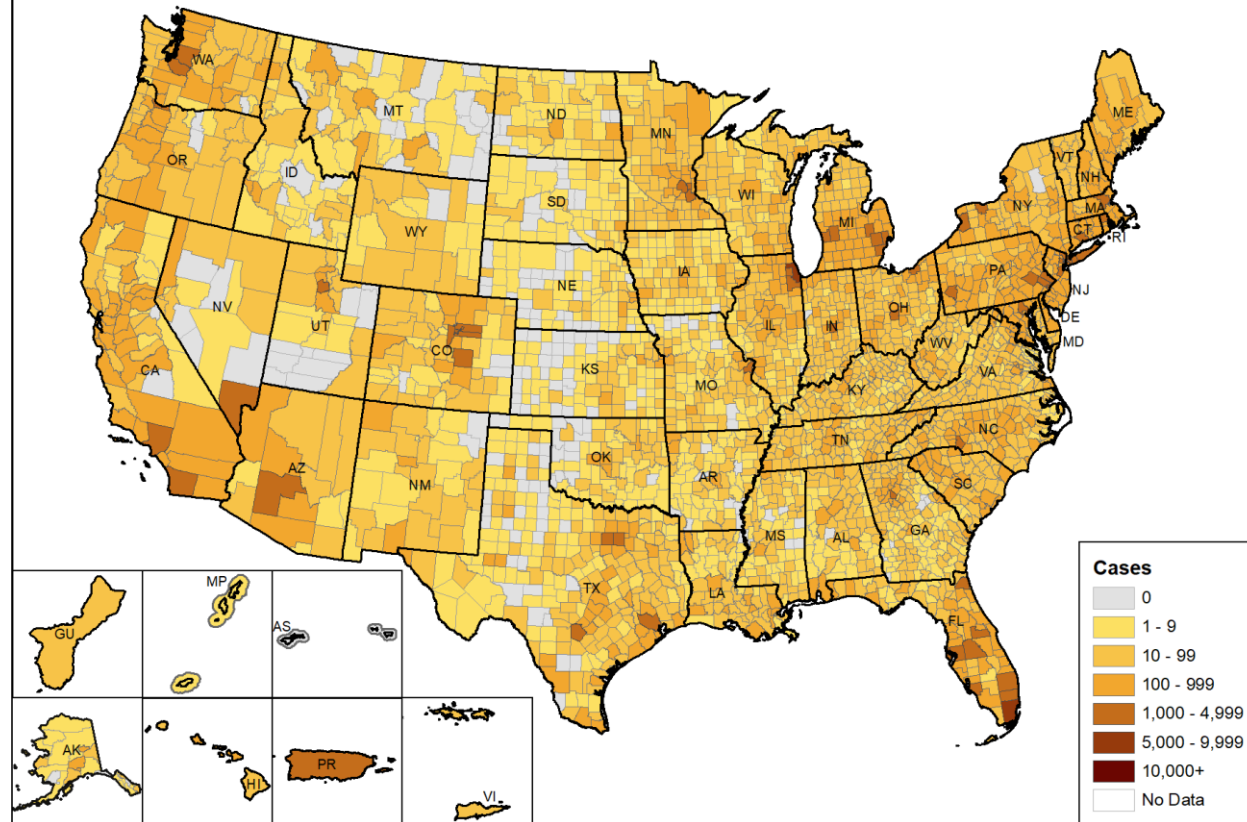 WA
MT
ND
MN
ME
OR
ID
SD
WI
VT
NH
NY
MA
MI
CT
RI
WY
IA
NE
PA
NJ
NV
UT
CO
IL
IN
OH
DE
MD
WV
CA
KS
MO
KY
VA
AZ
NM
OK
AR
TN
NC
SC
MS
AL
GA
TX
LA
FL
GU
MP
AS
AK
HI
PR
VI
Cases
0
1 - 9
10 - 99
100 - 999
1,000 - 4,999
5,000 - 9,999
10,000+
No Data